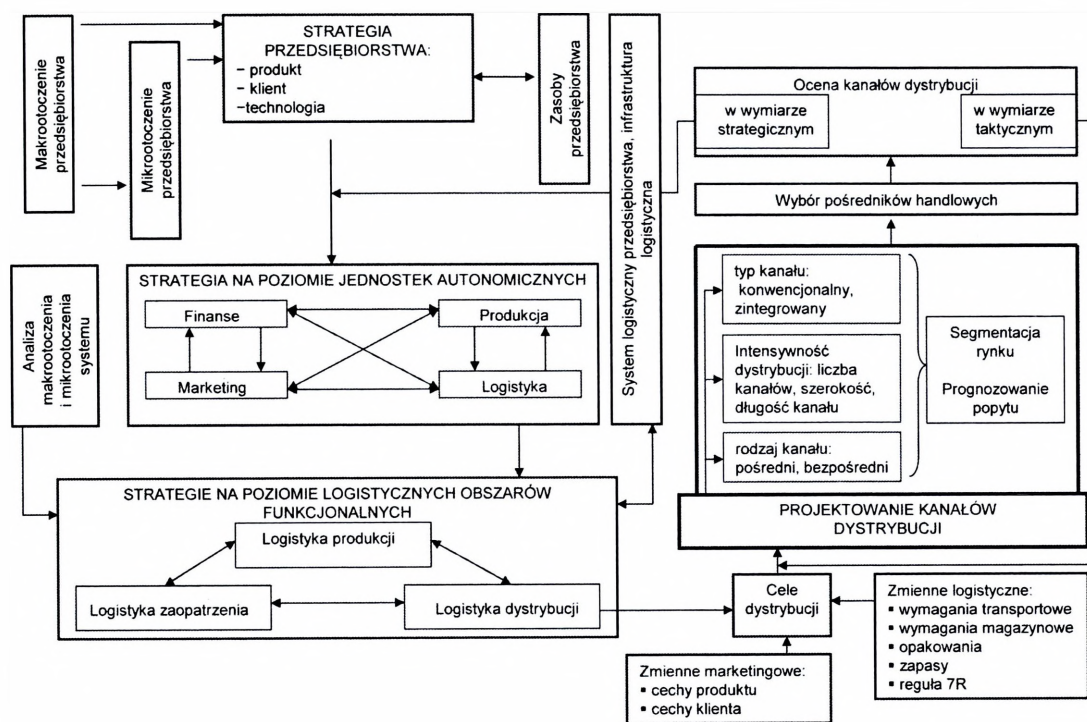 Makrootoczenie
przedsiębiorstwa
Mikrootoczenie
przedsiębiorstwa
STRATEGIA
PRZEDSIĘBIORSTWA:
– produkt
– klient
–technologia
Zasoby
przedsiębiorstwa
System logistyczny przedsiębiorstwa, infrastruktura
logistyczna
Ocena kanałów dystrybucji
w wymiarze
strategicznym
w wymiarze
taktycznym
Wybór pośredników handlowych
typ kanału:
konwencjonalny,
zintegrowany
Intensywność
dystrybucji: liczba
kanałów, szerokość,
długość kanału
rodzaj kanału:
pośredni, bezpośredni
Segmentacja
rynku
Prognozowanie
popytu
PROJEKTOWANIE KANAŁÓW
DYSTRYBUCJI
Analiza
makrootoczenia
i mikrootoczenia
systemu
STRATEGIA NA POZIOMIE JEDNOSTEK AUTONOMICZNYCH
Finanse
Produkcja
Marketing
Logistyka
STRATEGIE NA POZIOMIE LOGISTYCZNYCH OBSZARÓW
FUNKCJONALNYCH
Logistyka produkcji
Logistyka zaopatrzenia
Logistyka dystrybucji
Cele
dystrybucji
Zmienne logistyczne:
▪ wymagania transportowe
▪ wymagania magazynowe
▪ opakowania
▪ zapasy
▪ reguła 7R
Zmienne marketingowe:
▪ cechy produktu
▪ cechy klienta